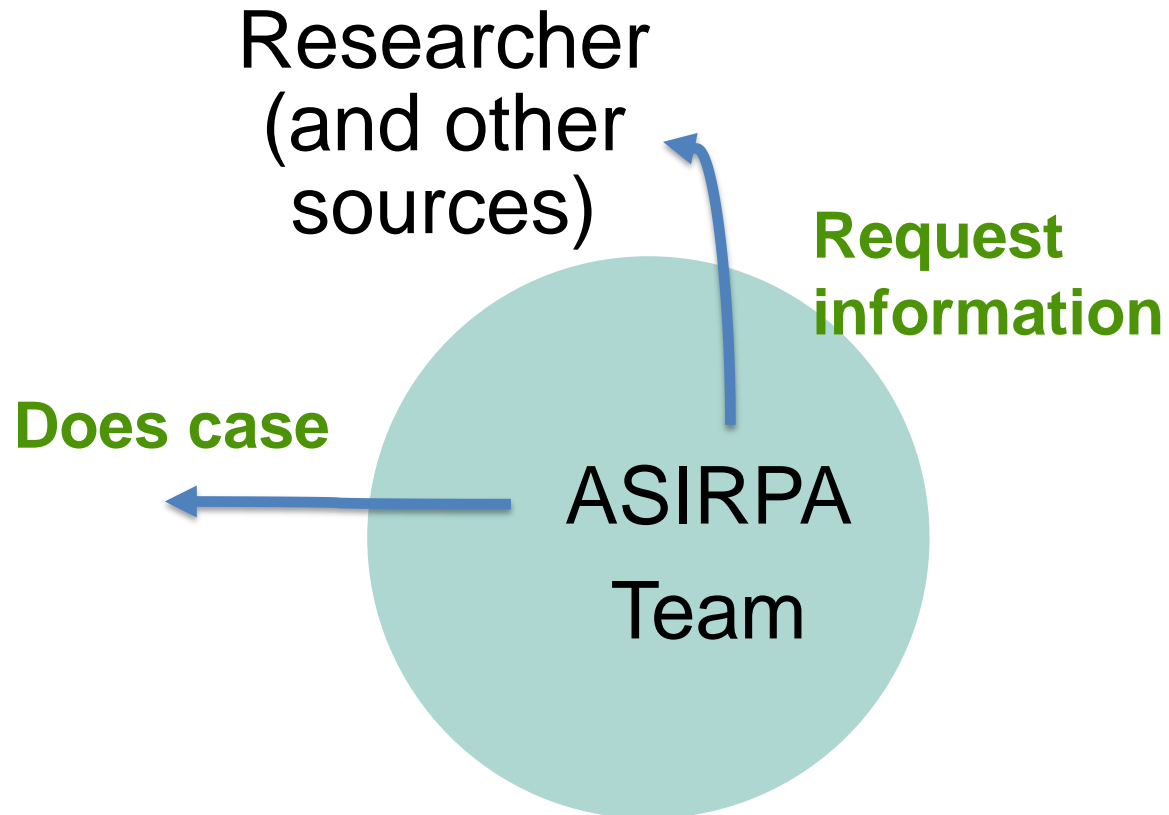 Researcher
(and other
sources)
Request
information
Does case
ASIRPA
Team